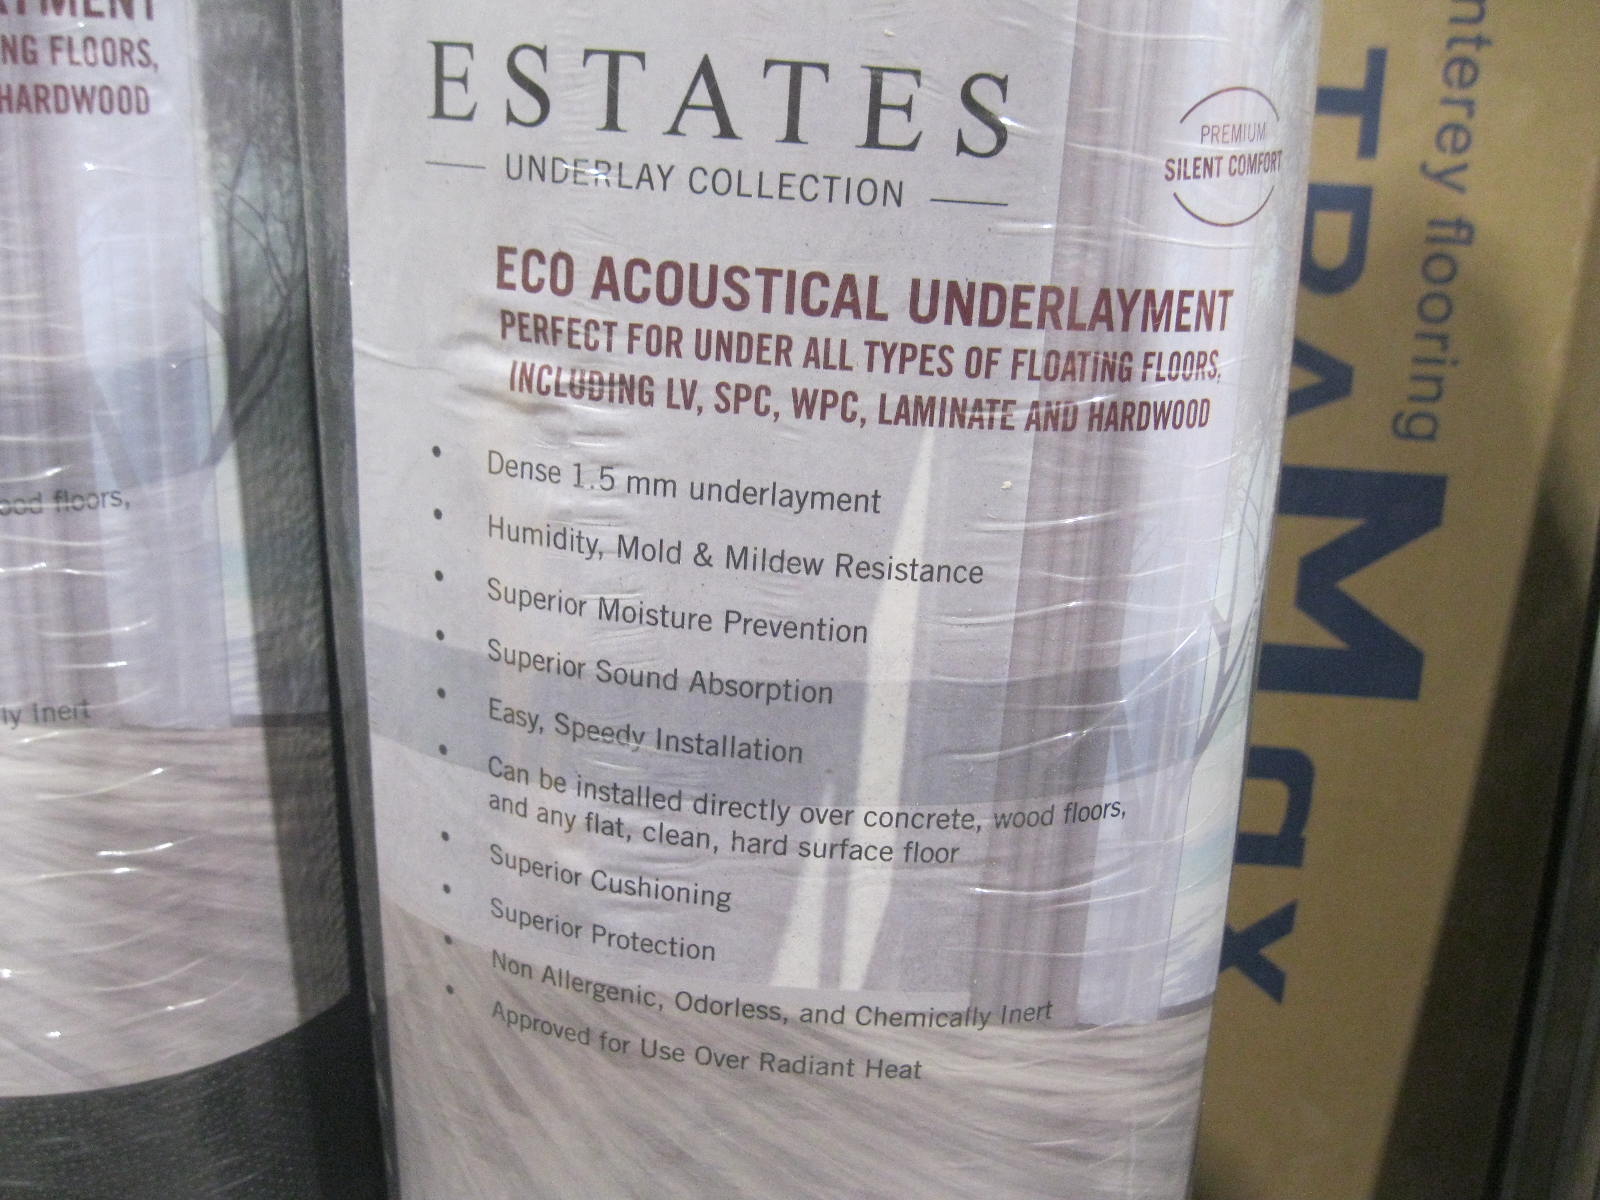 NG FLOORS,
HARDWOOD
floors,
Inert
ESTATES
UNDERLAY COLLECTION
PREMIUM
SILENT COMFORT
ECO ACOUSTICAL UNDERLAYMENT
PERFECT FOR UNDER ALL TYPES OF FLOATING FLOORS,
INCLUDING LV, SPC, WPC, LAMINATE AND HARDWOOD
• Dense 1.5 mm underlayment
• Humidity, Mold & Mildew Resistance
• Superior Moisture Prevention
• Superior Sound Absorption
• Easy, Speedy Installation
• Can be installed directly over concrete, wood floors,
and any flat, clean, hard surface floor
• Superior Cushioning
• Superior Protection
• Non Allergenic, Odorless, and Chemically Inert
• Approved for Use Over Radiant Heat
nterey flooring
Max